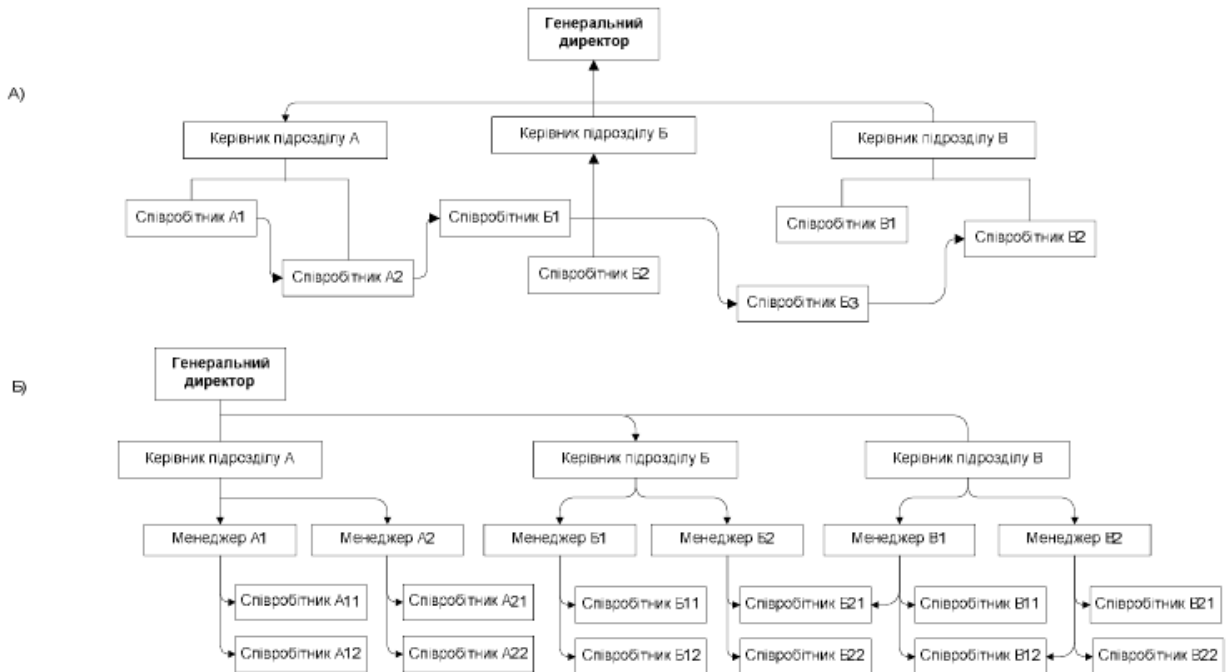 Генеральний
директор
А)
Керівник підрозділу А
Керівник підрозділу Б
Керівник підрозділу В
Співробітник А1
Співробітник Б1
Співробітник В1
Співробітник В2
Співробітник А2
Співробітник Б2
Співробітник Б3
Генеральний
директор
Б)
Керівник підрозділу А
Керівник підрозділу Б
Керівник підрозділу В
Менеджер А1
Менеджер А2
Менеджер Б1
Менеджер Б2
Менеджер В1
Менеджер В2
Співробітник А11
Співробітник А21
Співробітник Б11
Співробітник Б21
Співробітник В11
Співробітник В21
Співробітник А12
Співробітник А22
Співробітник Б12
Співробітник Б22
Співробітник В12
Співробітник В22